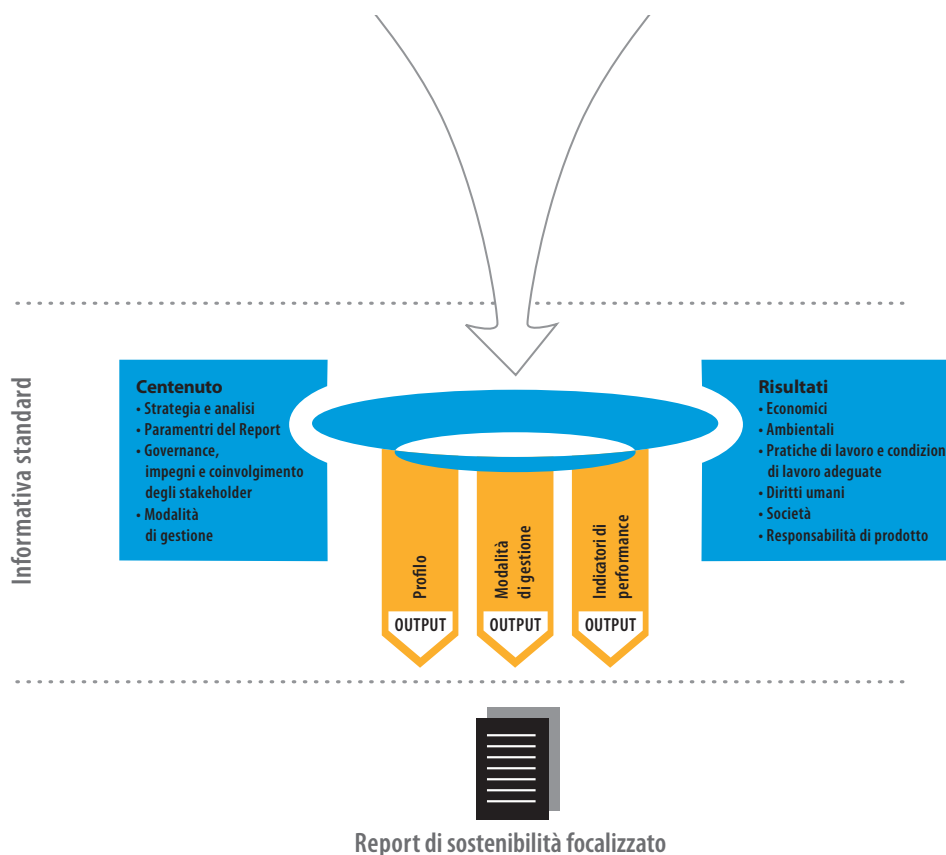 Informativa standard
Centenuto
• Strategia e analisi
• Paramentri del Report
• Governance,
impegni e coinvolgimento
degli stakeholder
• Modalità
di gestione
Risultati
• Economici
• Ambientali
• Pratiche di lavoro e condizion
di lavoro adeguate
• Diritti umani
• Società
• Responsabilità di prodotto
Profilo
Modalità
di gestione
Indicatori di
performance
OUTPUT
OUTPUT
OUTPUT
Report di sostenibilità focalizzato